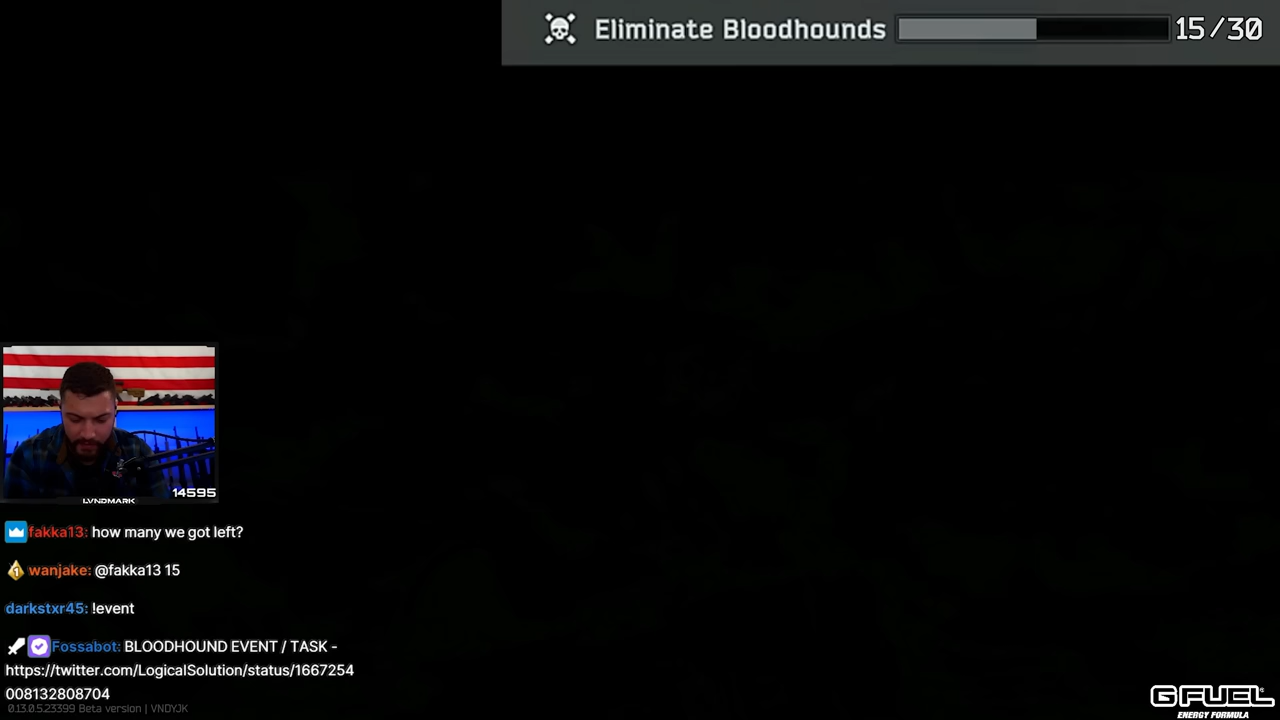 Eliminate Bloodhounds 15/30
14595
LVNDMARK
fakka13: how many we got left?
1 wanjake: @fakka13 15
darkstxr45: !event
Fossabot: BLOODHOUND EVENT / TASK -
https://twitter.com/LogicalSolution/status/1667254
008132808704
0.13.0.5.23399 Beta version | VNDYJK
G FUEL
ENERGY FORMULA